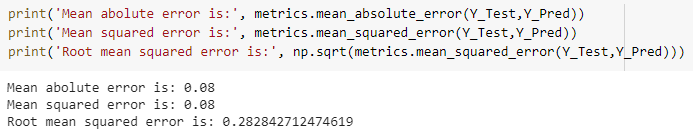 print('Mean abolute error is:', metrics.mean_absolute_error(Y_Test,Y_Pred))
print('Mean squared error is:', metrics.mean_squared_error(Y_Test,Y_Pred))
print('Root mean squared error is:', np.sqrt(metrics.mean_squared_error(Y_Test,Y_Pred)))
Mean abolute error is: 0.08
Mean squared error is: 0.08
Root mean squared error is: 0.282842712474619